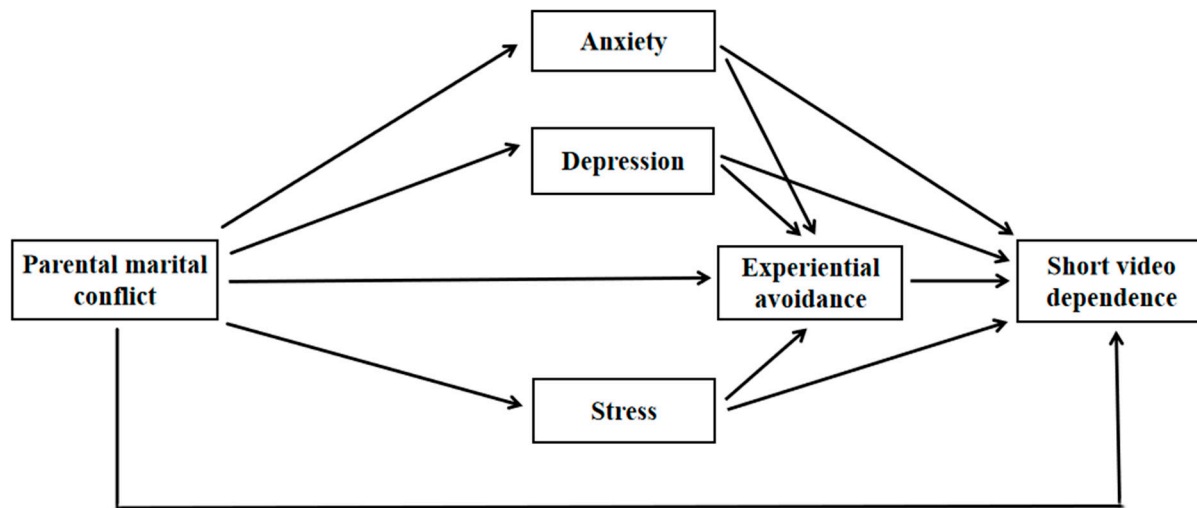 Anxiety
Depression
Parental marital
conflict
Experiential
avoidance
Short video
dependence
Stress